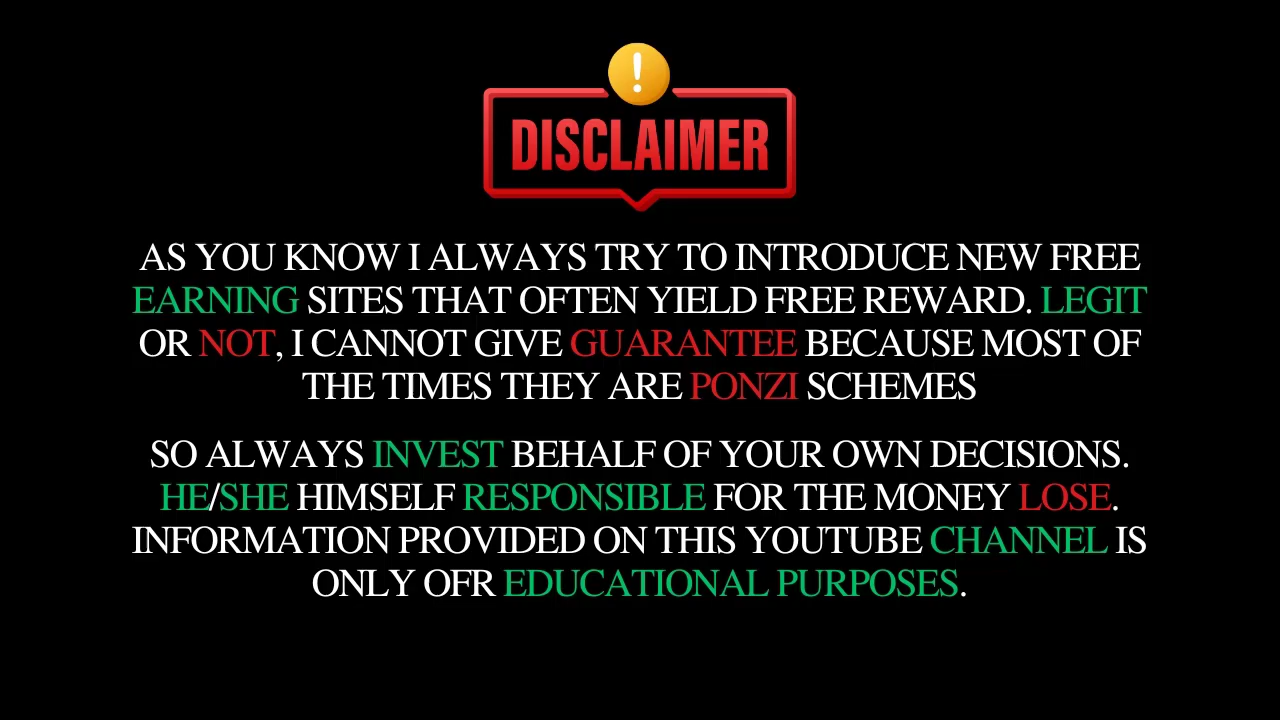 !
DISCLAIMER
AS YOU KNOW I ALWAYS TRY TO INTRODUCE NEW FREE
EARNING SITES THAT OFTEN YIELD FREE REWARD. LEGIT
OR NOT, I CANNOT GIVE GUARANTEE BECAUSE MOST OF
THE TIMES THEY ARE PONZI SCHEMES
SO ALWAYS INVEST BEHALF OF YOUR OWN DECISIONS.
HE/SHE HIMSELF RESPONSIBLE FOR THE MONEY LOSE.
INFORMATION PROVIDED ON THIS YOUTUBE CHANNEL IS
ONLY OFR EDUCATIONAL PURPOSES.